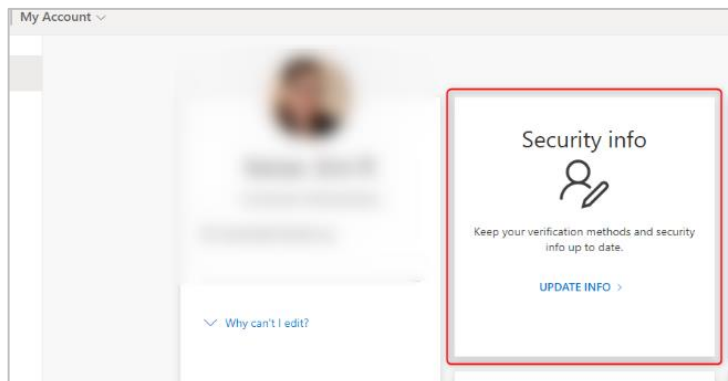 My Account
Security info
Keep your verification methods and security
info up to date.
UPDATE INFO >
Why can't I edit?